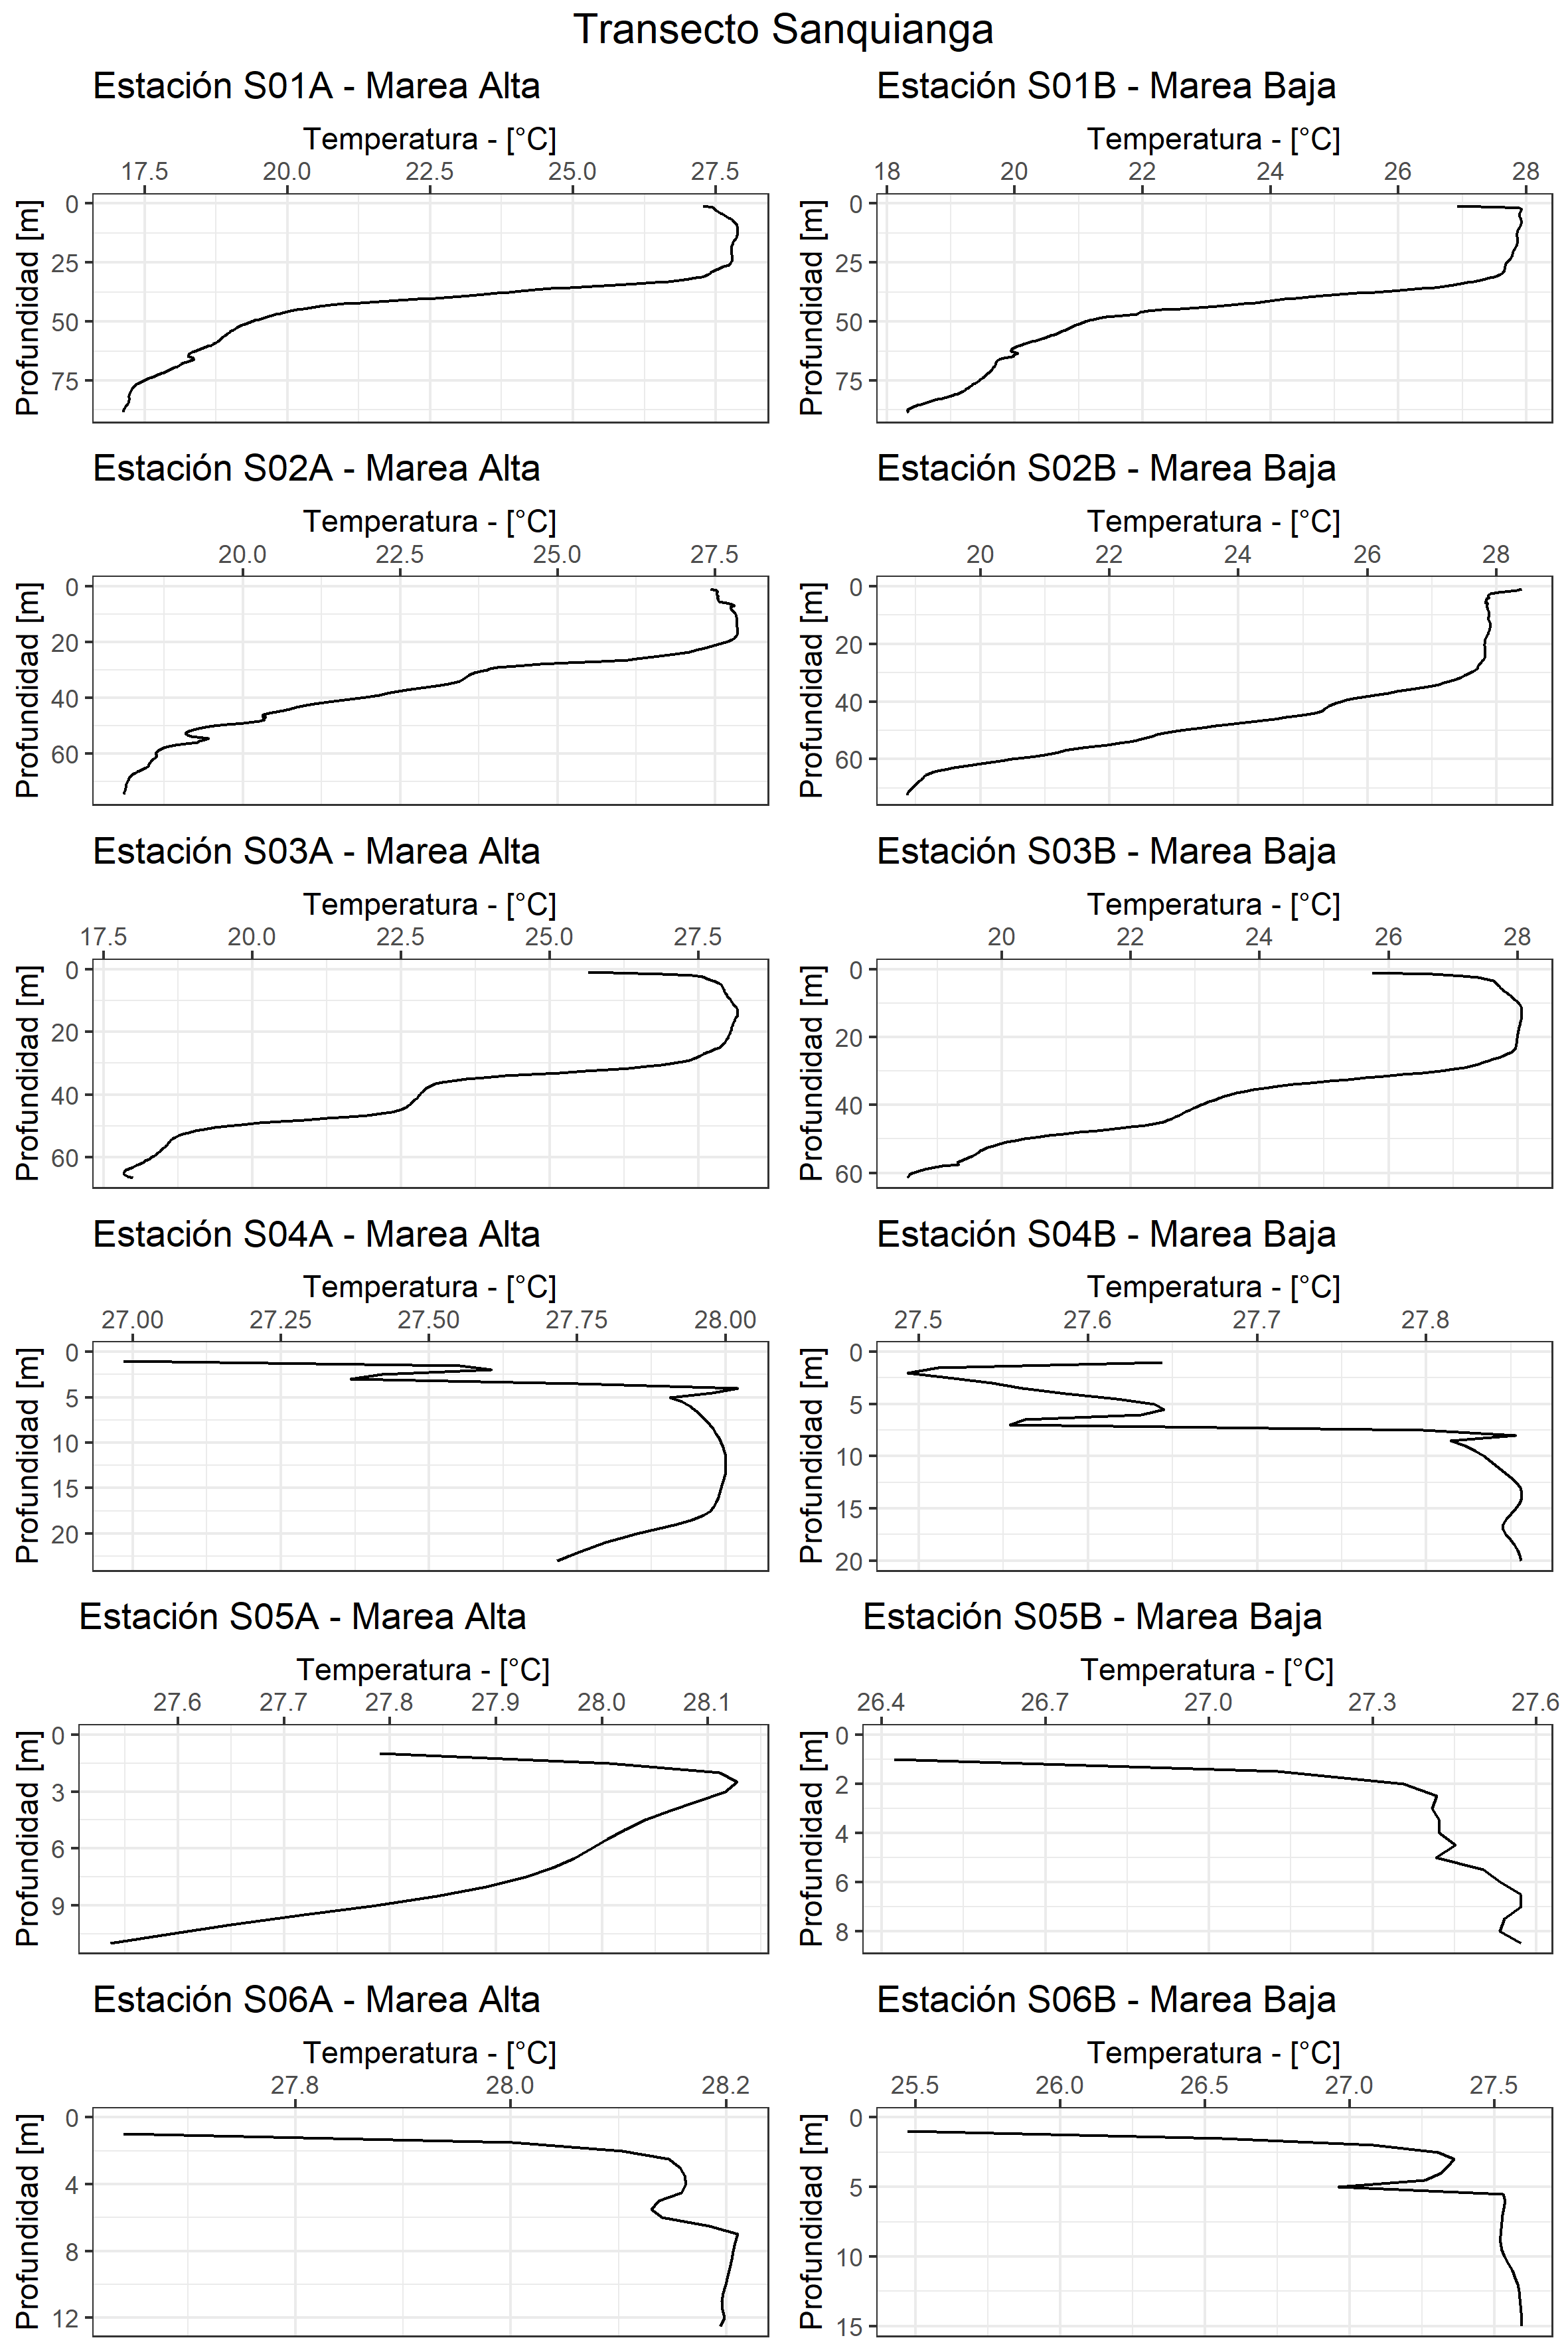 Transecto Sanquianga
Estación S01A - Marea Alta
Temperatura - [°C]
17.5 20.0 22.5 25.0 27.5
Profundidad [m]
0
25
50
75
Estación S01B - Marea Baja
Temperatura - [°C]
18 20 22 24 26 28
Profundidad [m]
0
25
50
75
Estación S02A - Marea Alta
Temperatura - [°C]
20.0 22.5 25.0 27.5
Profundidad [m]
0
20
40
60
Estación S02B - Marea Baja
Temperatura - [°C]
20 22 24 26 28
Profundidad [m]
0
20
40
60
Estación S03A - Marea Alta
Temperatura - [°C]
17.5 20.0 22.5 25.0 27.5
Profundidad [m]
0
20
40
60
Estación S03B - Marea Baja
Temperatura - [°C]
20 22 24 26 28
Profundidad [m]
0
20
40
60
Estación S04A - Marea Alta
Temperatura - [°C]
27.00 27.25 27.50 27.75 28.00
Profundidad [m]
0
5
10
15
20
Estación S04B - Marea Baja
Temperatura - [°C]
27.5 27.6 27.7 27.8
Profundidad [m]
0
5
10
15
20
Estación S05A - Marea Alta
Temperatura - [°C]
27.6 27.7 27.8 27.9 28.0 28.1
Profundidad [m]
0
3
6
9
Estación S05B - Marea Baja
Temperatura - [°C]
26.4 26.7 27.0 27.3 27.6
Profundidad [m]
0
2
4
6
8
Estación S06A - Marea Alta
Temperatura - [°C]
27.8 28.0 28.2
Profundidad [m]
0
4
8
12
Estación S06B - Marea Baja
Temperatura - [°C]
25.5 26.0 26.5 27.0 27.5
Profundidad [m]
0
5
10
15